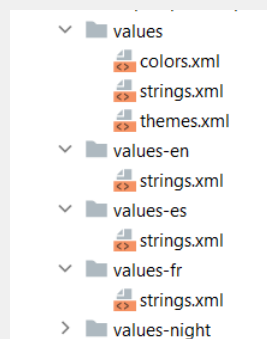 values
colors.xml
strings.xml
themes.xml
values-en
strings.xml
values-es
strings.xml
values-fr
strings.xml
values-night